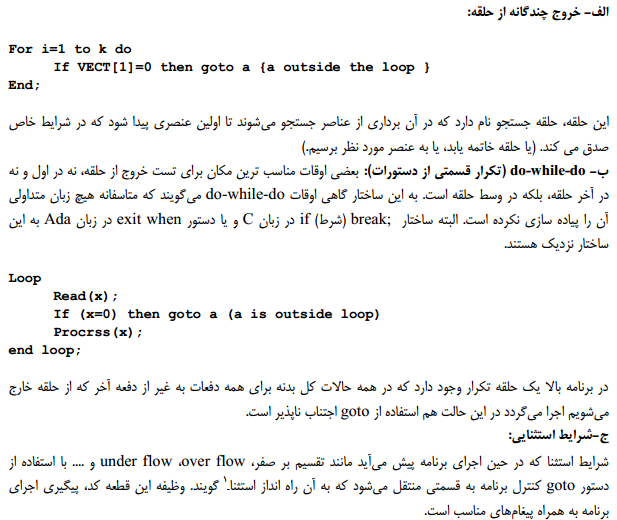 الف- خروج چندگانه از حلقه:
For i=1 to k do
If VECT[1]=0 then goto a {a outside the loop }
End;
این حلقه، حلقه جستجو نام دارد که در آن برداری از عناصر جستجو می‌شوند تا اولین عنصری پیدا شود که در شرایط خاص
صدق می کند. (یا حلقه خاتمه یابد، یا به عنصر مورد نظر برسیم.)
ب- do-while-do (تکرار قسمتی از دستورات): بعضی اوقات مناسب ترین مکان برای تست خروج از حلقه، نه در اول و نه
در آخر حلقه، بلکه در وسط حلقه است. به این ساختار گاهی اوقات do-while-do می‌گویند که متاسفانه هیچ زبان متداولی
آن را پیاده سازی نکرده است. البته ساختار ;break (شرط) if در زبان C و یا دستور exit when در زبان Ada به این
ساختار نزدیک هستند.
Loop
Read(x);
If (x=0) then goto a (a is outside loop)
Procrss(x);
end loop;
در برنامه بالا یک حلقه تکرار وجود دارد که در همه حالات کل بدنه برای همه دفعات به غیر از دفعه آخر که از حلقه خارج
می‌شویم اجرا می‌گردد در این حالت هم استفاده از goto اجتناب ناپذیر است.
ج-شرایط استثنایی:
شرایط استثنا که در حین اجرای برنامه پیش می‌آید مانند تقسیم بر صفر، over flow، under flow و .... با استفاده از
دستور goto کنترل برنامه به قسمتی منتقل می‌شود که به آن راه انداز استثنا۱ گویند. وظیفه این قطعه کد، پیگیری اجرای
برنامه به همراه پیغام‌های مناسب است.